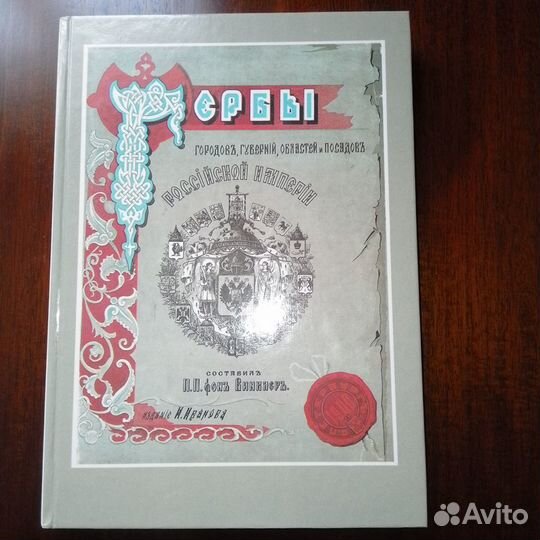 ГЕРБЫ
ГОРОДОВЪ, ГУБЕРНІЙ, ОБЛАСТЕЙ и ПОСАДОВЪ
РОССІЙСКОЙ ИМПЕРІИ
СОСТАВИЛЪ
П.П. фонъ Винклеръ.
ИЗДАНІЕ И.И. Иванова
Avito